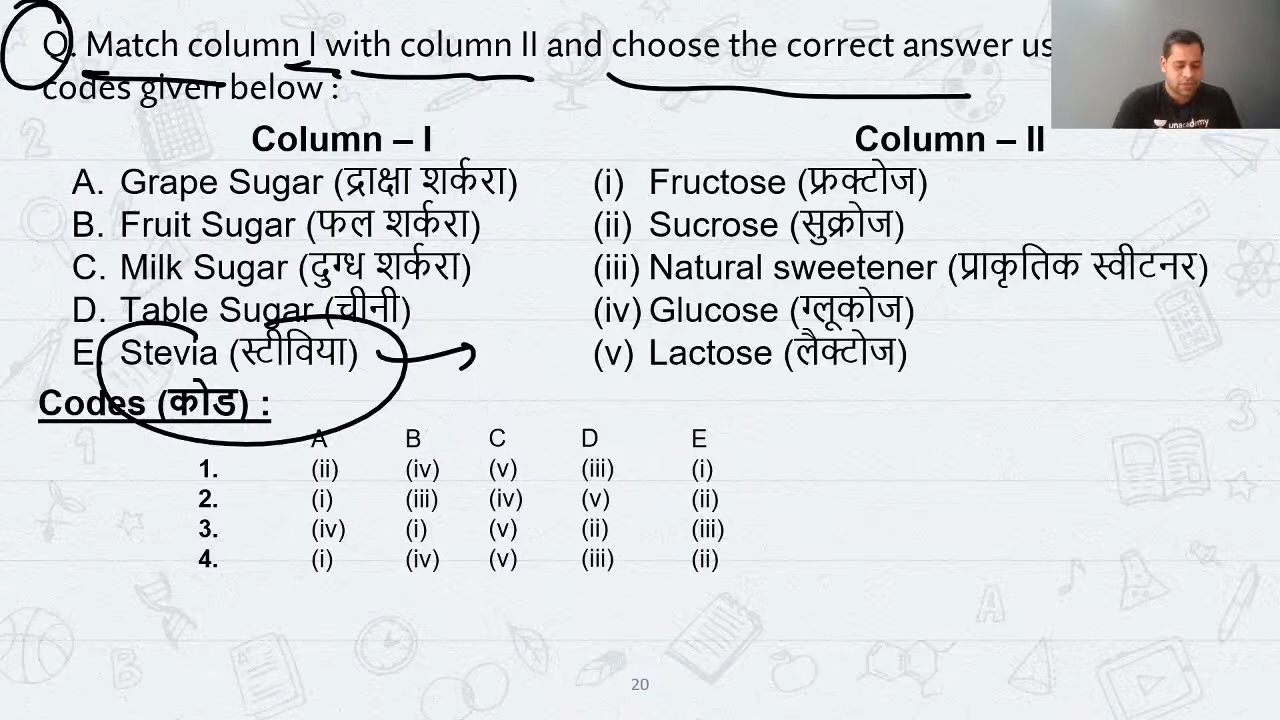 Q. Match column I with column II and choose the correct answer us
codes given below :
unacademy
Column – I Column – II
A. Grape Sugar (द्राक्षा शर्करा) (i) Fructose (फ्रक्टोज)
B. Fruit Sugar (फल शर्करा) (ii) Sucrose (सुक्रोज)
C. Milk Sugar (दुग्ध शर्करा) (iii) Natural sweetener (प्राकृतिक स्वीटनर)
D. Table Sugar (चीनी) (iv) Glucose (ग्लूकोज)
E. Stevia (स्टीविया) (v) Lactose (लैक्टोज)
Codes (कोड) :
A B C D E
1. (ii) (iv) (v) (iii) (i)
2. (i) (iii) (iv) (v) (ii)
3. (iv) (i) (v) (ii) (iii)
4. (i) (iv) (v) (iii) (ii)
20